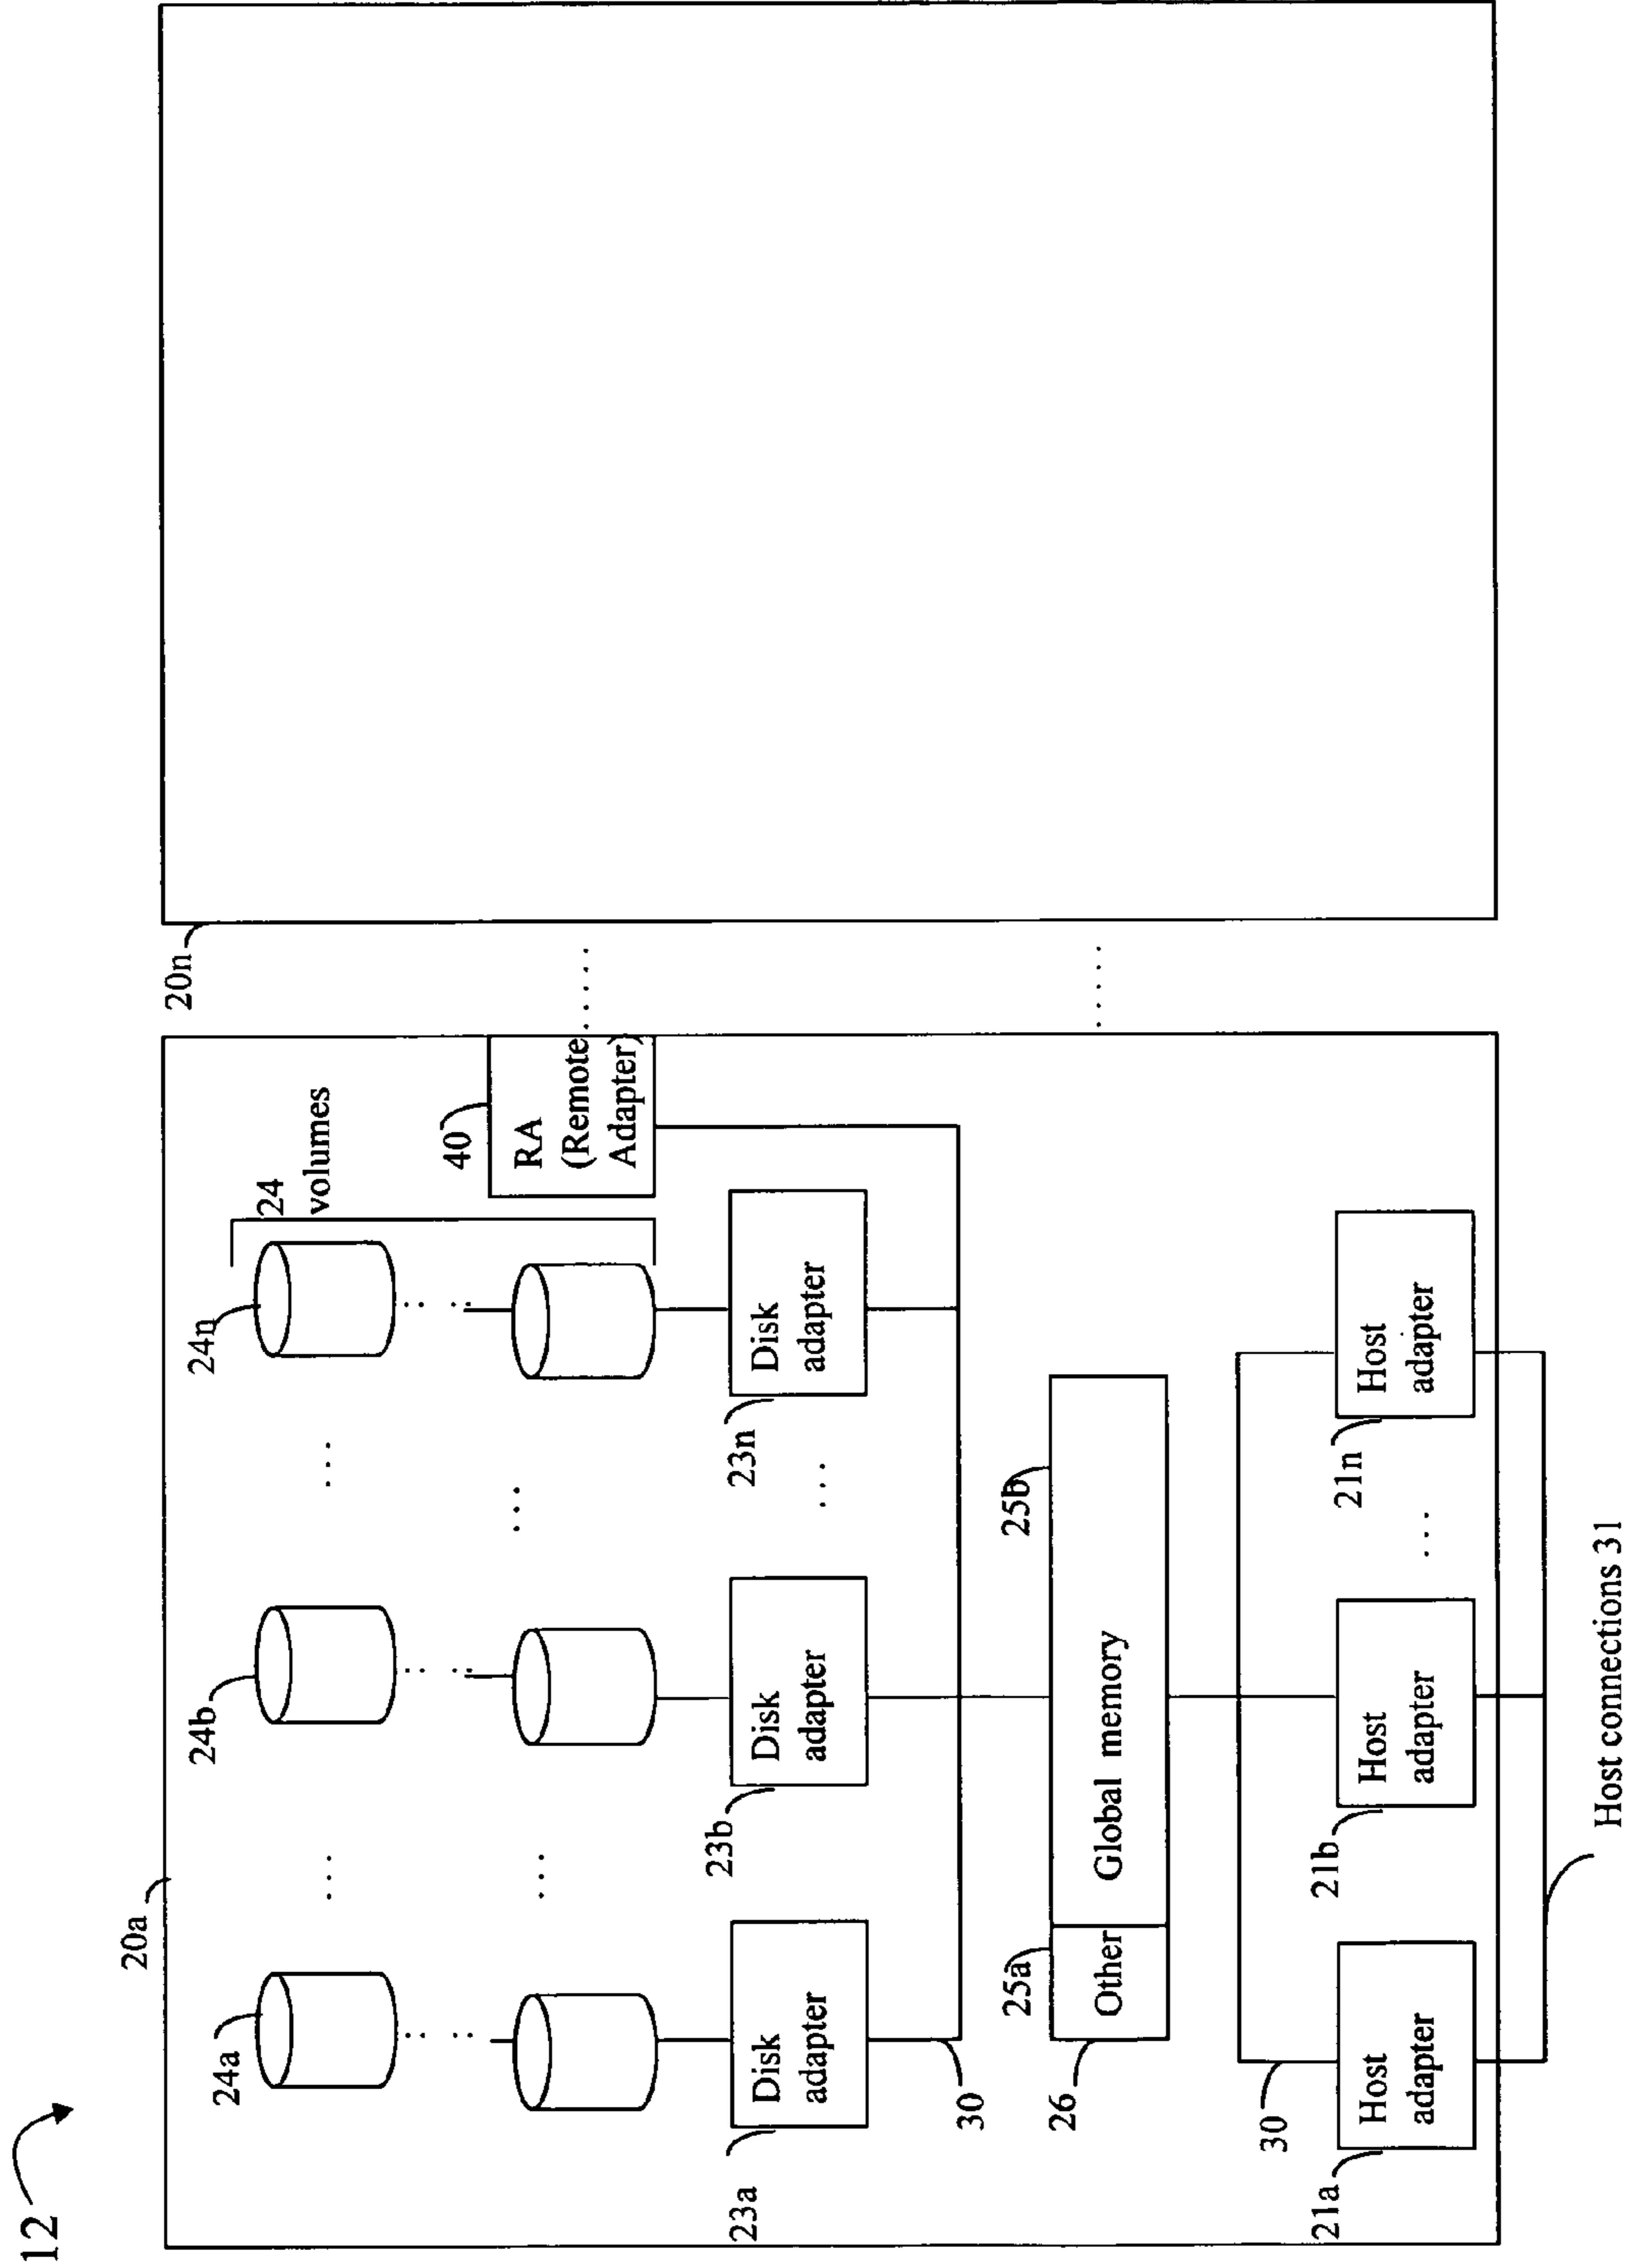 12
20a
20n
24a
24b
24n
24
volumes
...
...
...
...
40
RA
(Remote
Adapter)
23a
Disk
adapter
23b
Disk
adapter
23n
Disk
adapter
...
30
25a
25b
26
Other
Global memory
30
21a
Host
adapter
21b
Host
adapter
21n
Host
adapter
...
Host connections 31